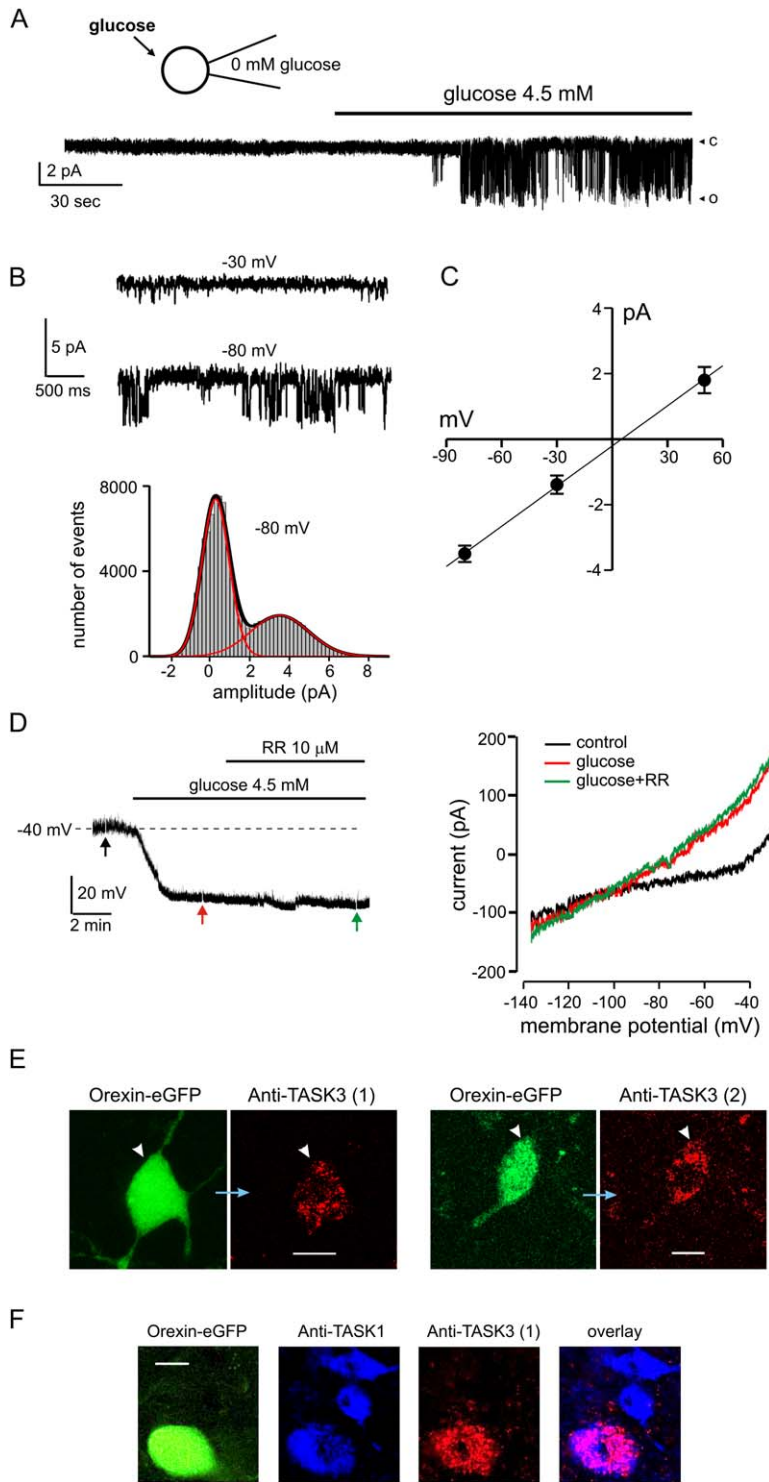 A
glucose
0 mM glucose
glucose 4.5 mM
c
2 pA
30 sec
o
B
-30 mV
5 pA
500 ms
-80 mV
8000
4000
0
number of events
-80 mV
-2 0 2 4 6 8
amplitude (pA)
C
4
pA
2
mV
-90 -60 -30 30 60
-2
-4
D
RR 10 µM
glucose 4.5 mM
-40 mV
20 mV
2 min
200
100
0
-100
-200
current (pA)
control
glucose
glucose+RR
-140 -120 -100 -80 -60 -40
membrane potential (mV)
E
Orexin-eGFP Anti-TASK3 (1) Orexin-eGFP Anti-TASK3 (2)
F
Orexin-eGFP Anti-TASK1 Anti-TASK3 (1) overlay